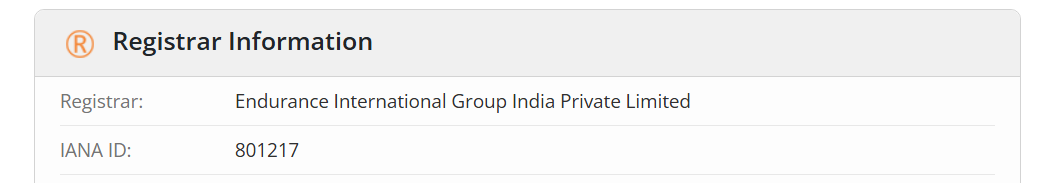 ® Registrar Information
Registrar: Endurance International Group India Private Limited
IANA ID: 801217